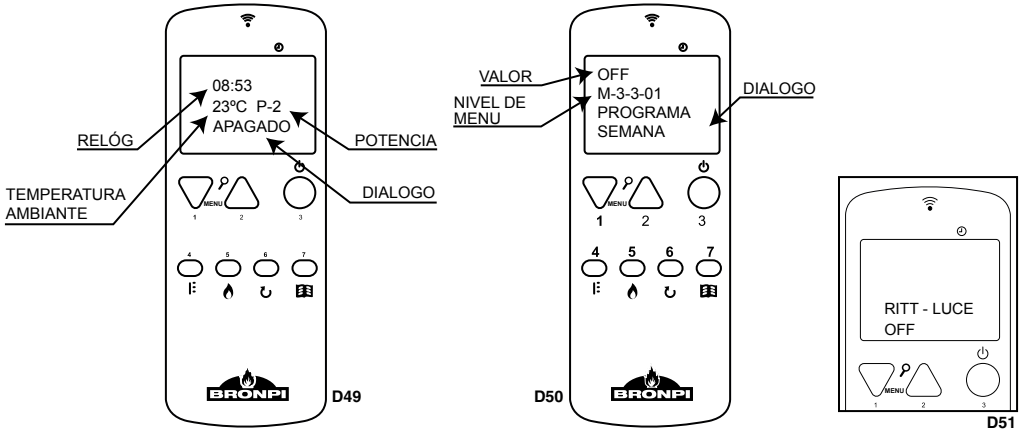 08:53
23ºC P-2
APAGADO
RELÓG
POTENCIA
TEMPERATURA
AMBIANTE
DIALOGO
MENU
1
2
3
4
5
6
7
BRONPI
D49
VALOR
OFF
M-3-3-01
PROGRAMA
SEMANA
NIVEL DE
MENU
DIALOGO
MENU
1
2
3
4
5
6
7
BRONPI
D50
RITT - LUCE
OFF
MENU
1
2
3
D51